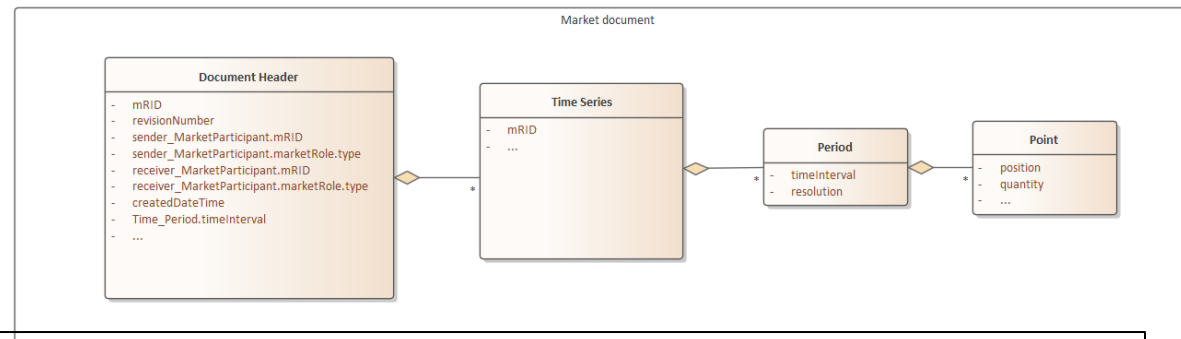 Market document
Document Header
- mRID
- revisionNumber
- sender_MarketParticipant.mRID
- sender_MarketParticipant.marketRole.type
- receiver_MarketParticipant.mRID
- receiver_MarketParticipant.marketRole.type
- createdDateTime
- Time_Period.timeInterval
- ...
*
Time Series
- mRID
- ...
*
Period
- timeInterval
- resolution
*
Point
- position
- quantity
- ...